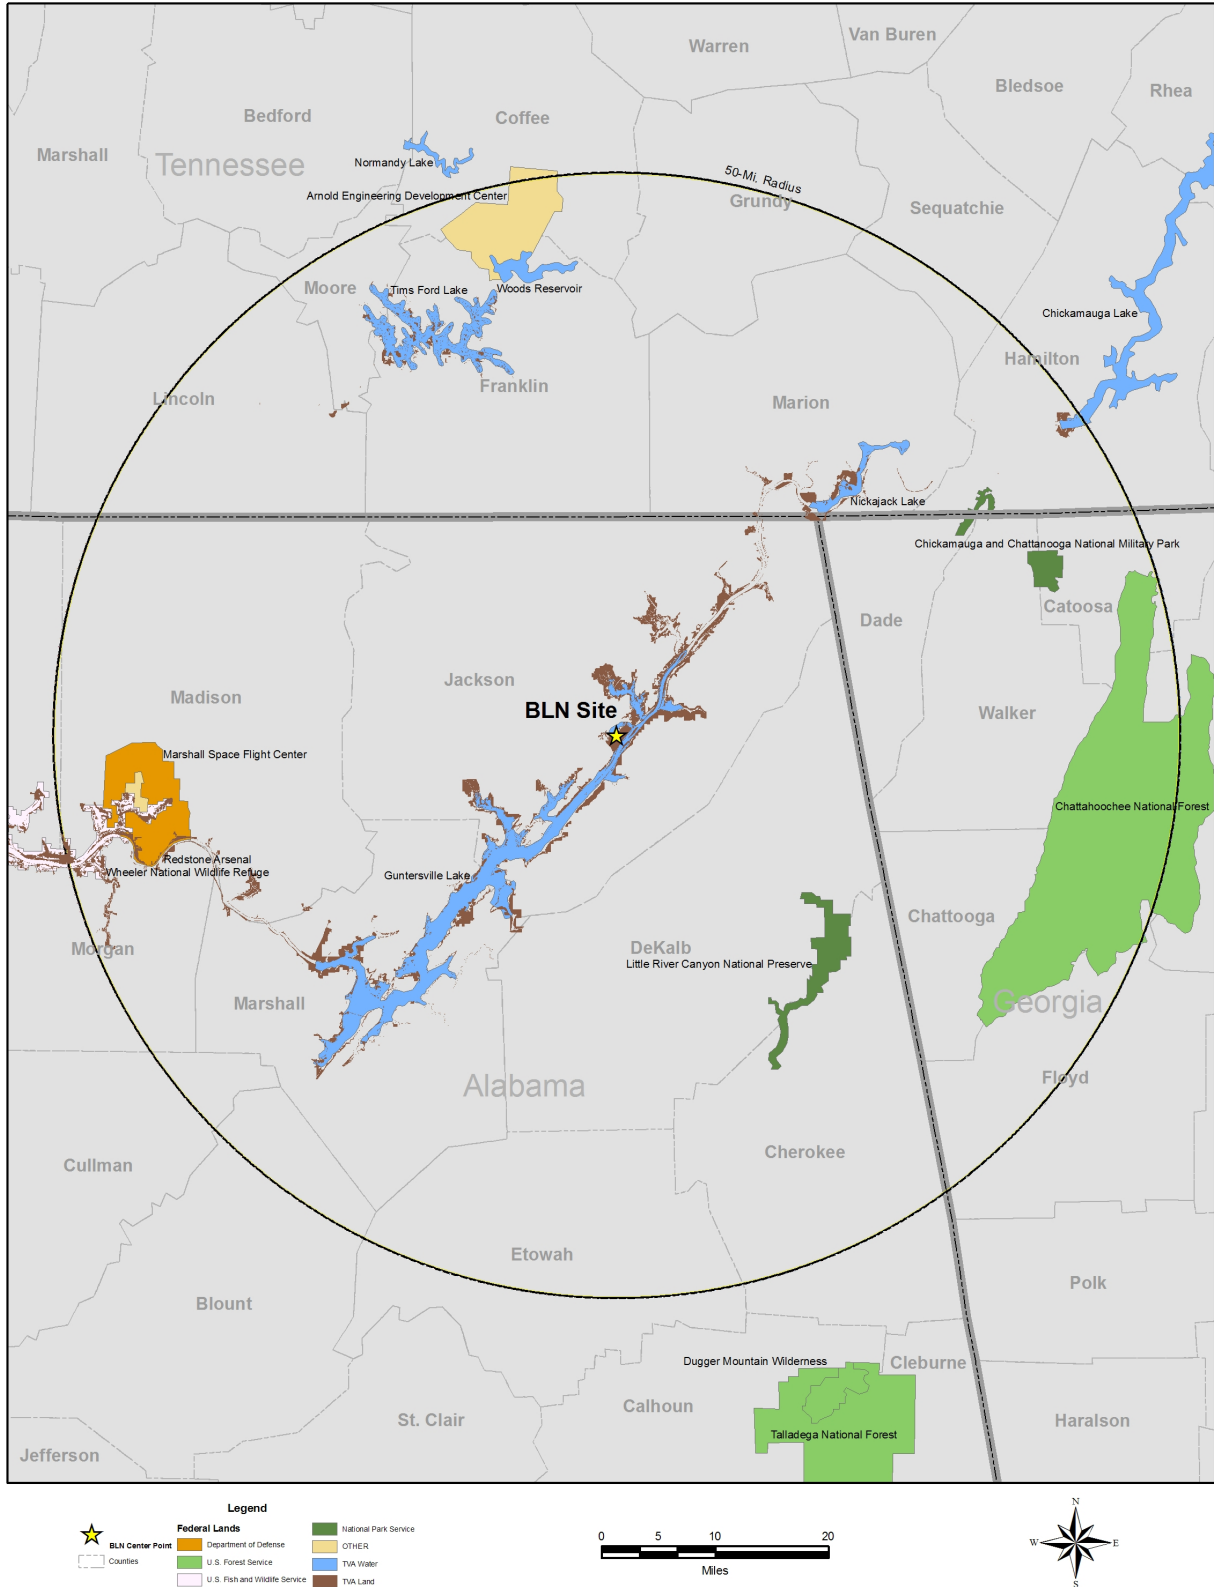 Warren
Van Buren
Bledsoe
Rhea
Bedford
Coffee
Marshall
Tennessee
Normandy Lake
50-Mi. Radius
Arnold Engineering Development Center
Grundy
Sequatchie
Moore
Tims Ford Lake
Woods Reservoir
Chickamauga Lake
Hamilton
Franklin
Lincoln
Marion
Nickajack Lake
Chickamauga and Chattanooga National Military Park
Catoosa
Dade
Jackson
Madison
BLN Site
Walker
Marshall Space Flight Center
Chattahoochee National Forest
Redstone Arsenal
Wheeler National Wildlife Refuge
Guntersville Lake
Chattooga
Morgan
DeKalb
Little River Canyon National Preserve
Marshall
Georgia
Floyd
Alabama
Cherokee
Cullman
Etowah
Polk
Blount
Dugger Mountain Wilderness
Cleburne
Calhoun
St. Clair
Haralson
Talladega National Forest
Jefferson
Legend
BLN Center Point
Counties
Federal Lands
Department of Defense
U.S. Forest Service
U.S. Fish and Wildlife Service
National Park Service
OTHER
TVA Water
TVA Land
0 5 10 20
Miles
N
W E
S